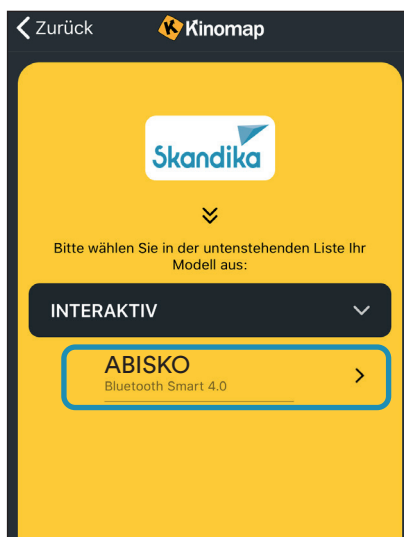 Zurück Kinomap
Skandika
Bitte wählen Sie in der untenstehenden Liste Ihr
Modell aus:
INTERAKTIV
ABISKO
Bluetooth Smart 4.0